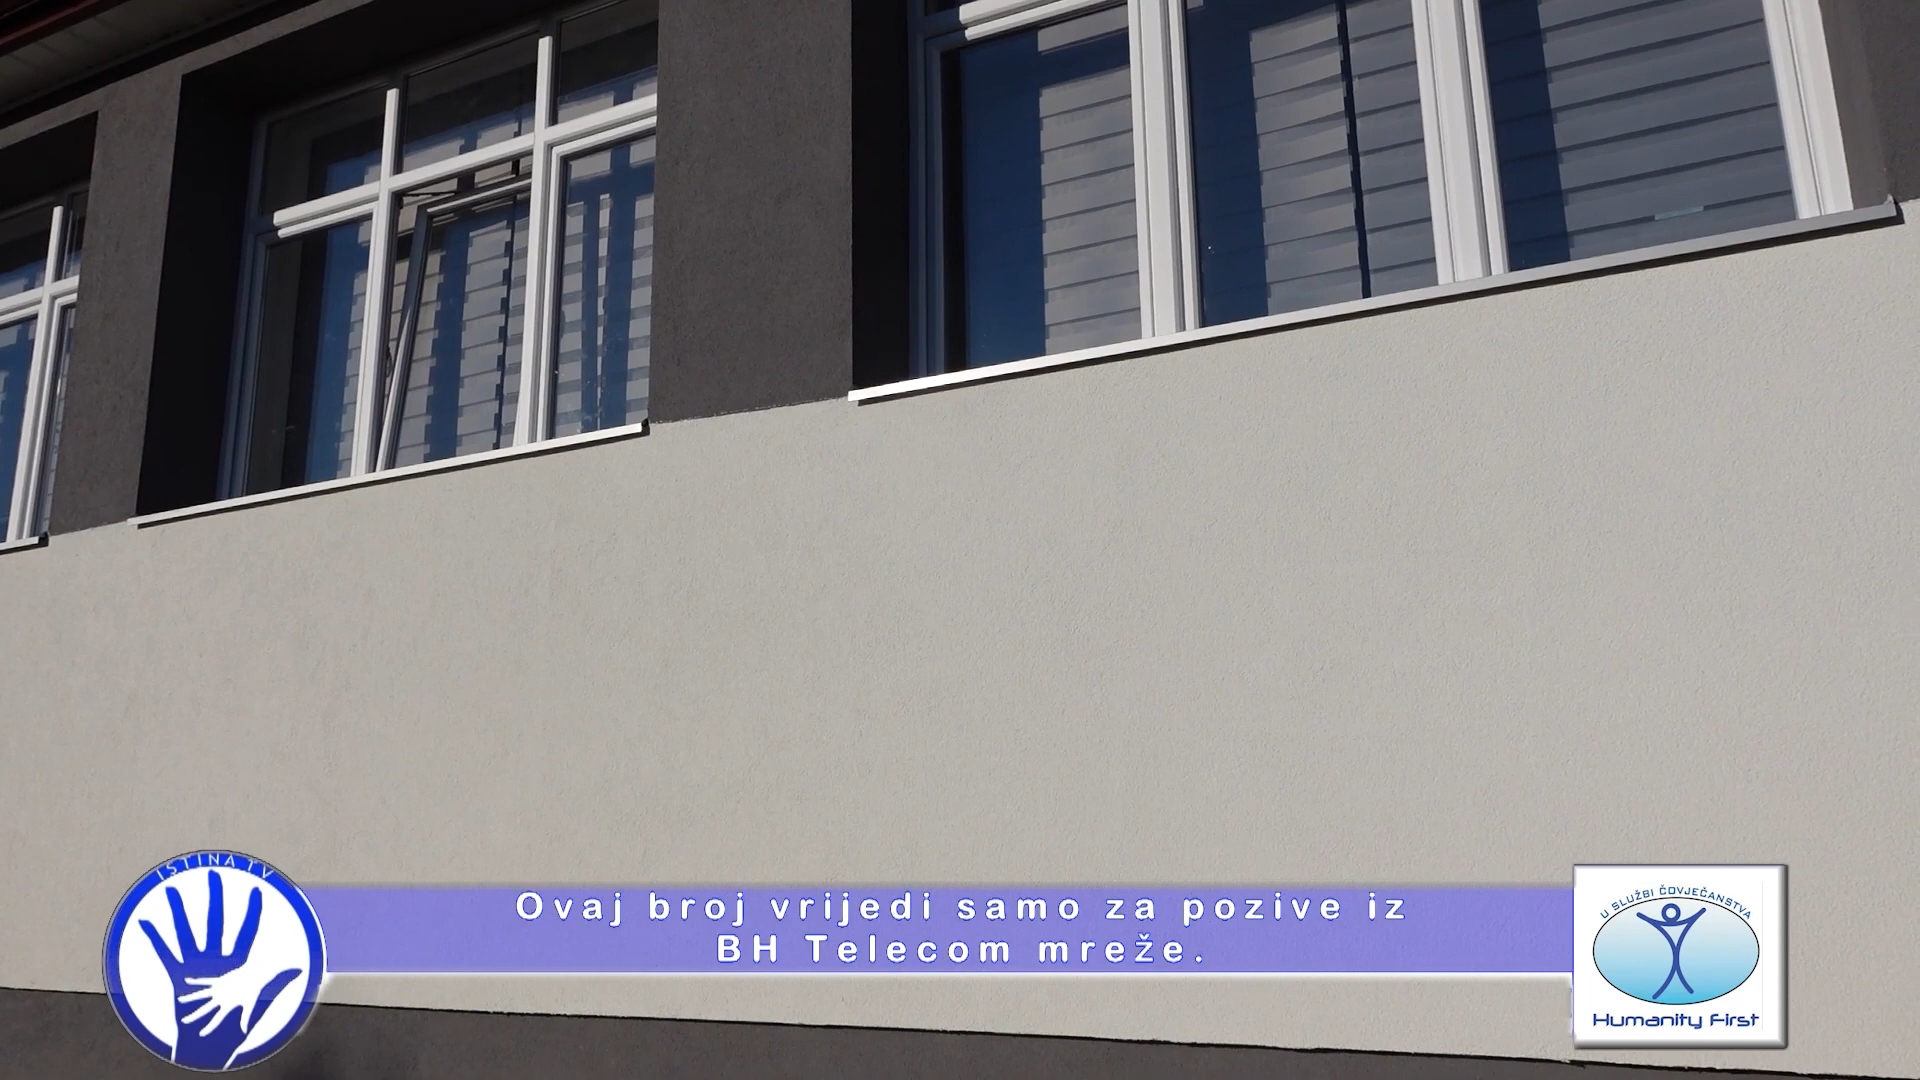 ISTINA TV
Ovaj broj vrijedi samo za pozive iz
BH Telecom mreže.
U SLUŽBI ČOVJEČANSTVA
Humanity First